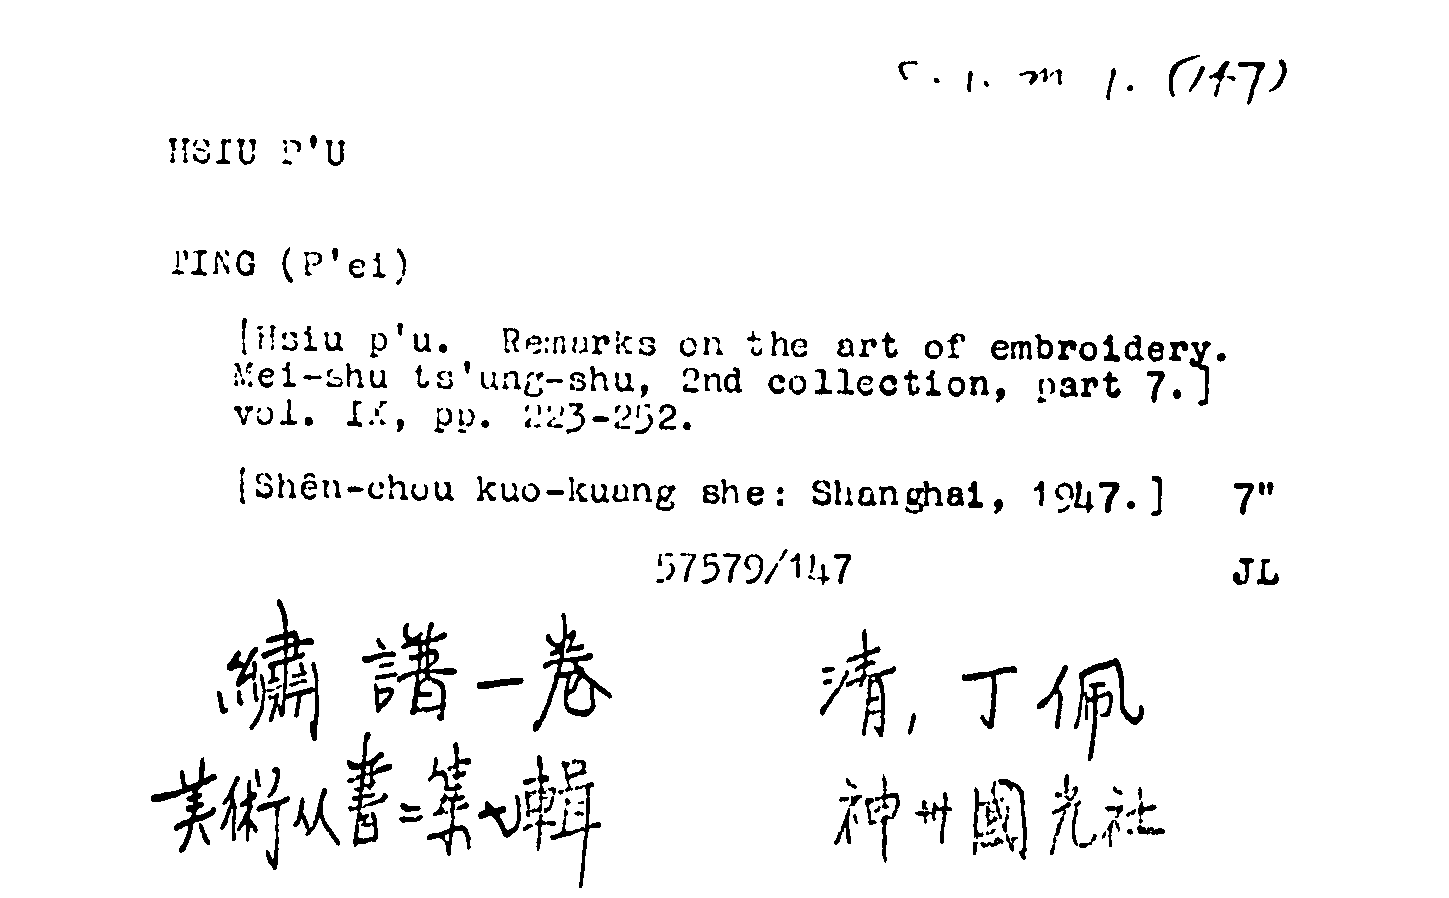 (147)
HSIU P'U
TING (P'ei)
[Hsiu p'u. Remarks on the art of embroidery.
Mei-shu ts'ung-shu, 2nd collection, part 7.]
vol. IX, pp. 223-252.
[Shên-chou kuo-kuang she: Shanghai, 1947.] 7"
57579/147 JL
繡譜一卷 清, 丁佩
美術从書二集七輯 神州國光社